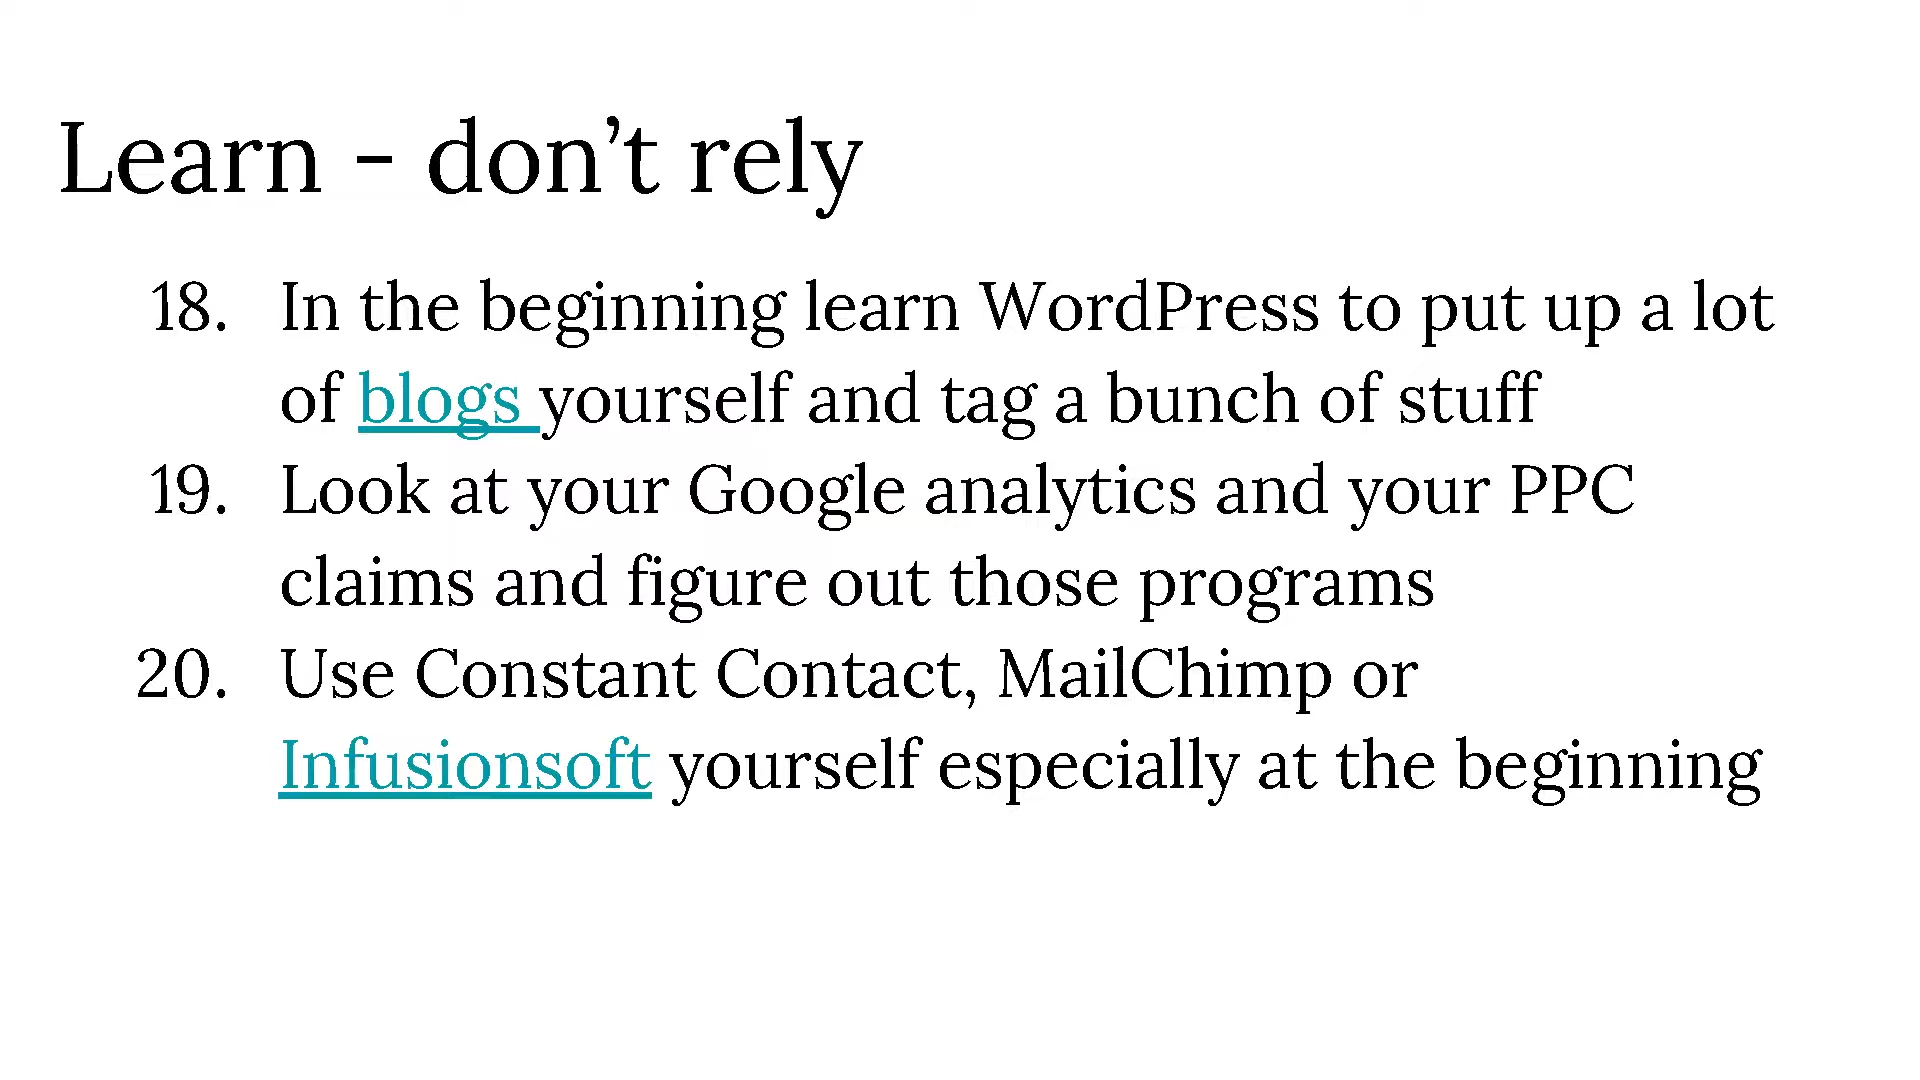 Learn - don’t rely
18. In the beginning learn WordPress to put up a lot
of blogs yourself and tag a bunch of stuff
19. Look at your Google analytics and your PPC
claims and figure out those programs
20. Use Constant Contact, MailChimp or
Infusionsoft yourself especially at the beginning